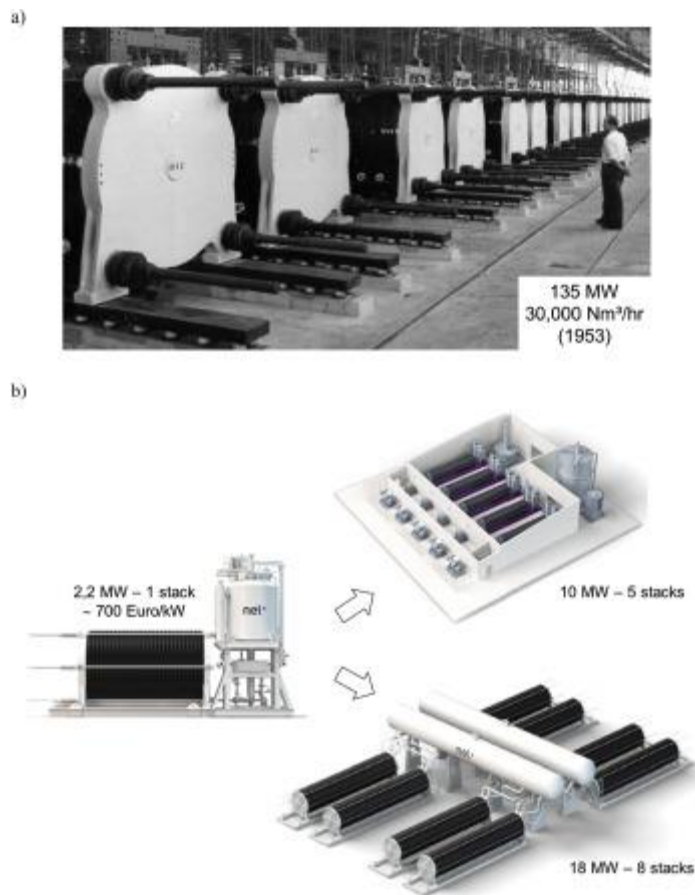 a)
135 MW
30,000 Nm³/hr
(1953)
b)
2,2 MW – 1 stack
~ 700 Euro/kW
nel•
10 MW – 5 stacks
nel•
18 MW – 8 stacks